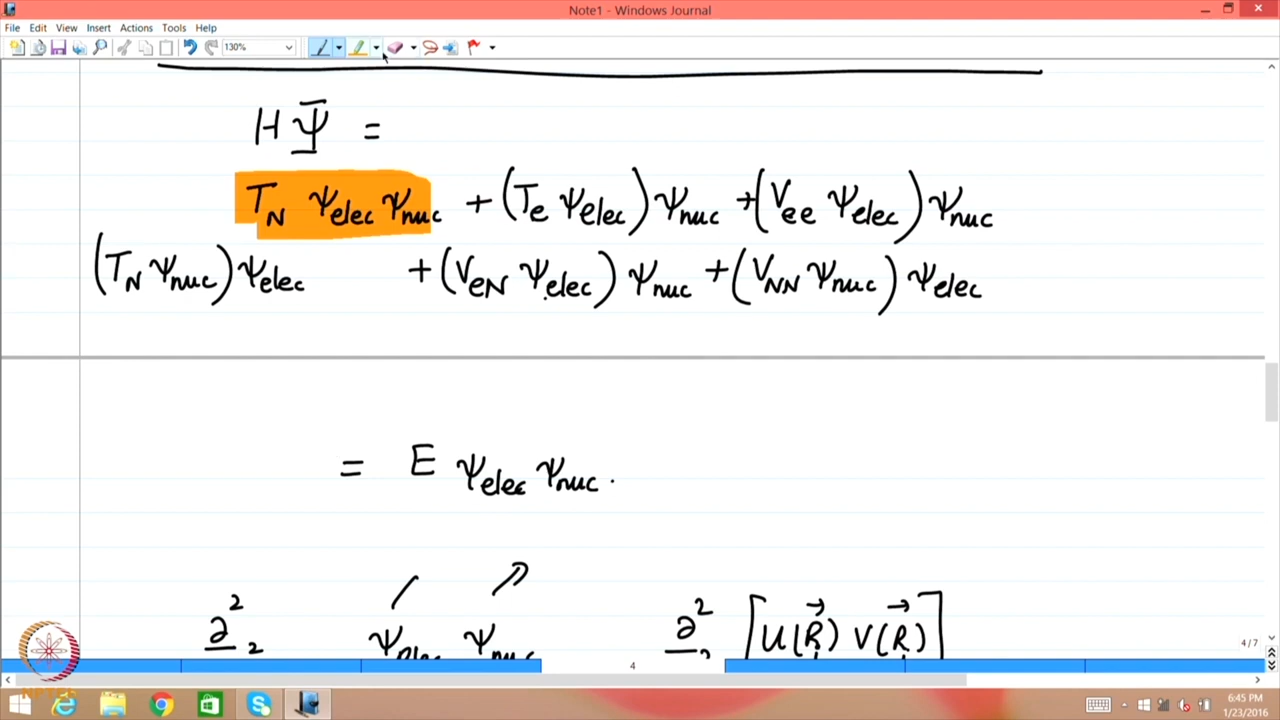 Note1 - Windows Journal
File Edit View Insert Actions Tools Help
130%
H Ψ =
T_N ψ_elec ψ_nuc + (T_e ψ_elec) ψ_nuc + (V_ee ψ_elec) ψ_nuc
(T_N ψ_nuc) ψ_elec + (V_eN ψ_elec) ψ_nuc + (V_NN ψ_nuc) ψ_elec
= E ψ_elec ψ_nuc .
∂² ψ_elec ψ_nuc ∂² [U(R⃗) V(R⃗)]
4/7
4
NPTEL
6:45 PM
1/23/2016